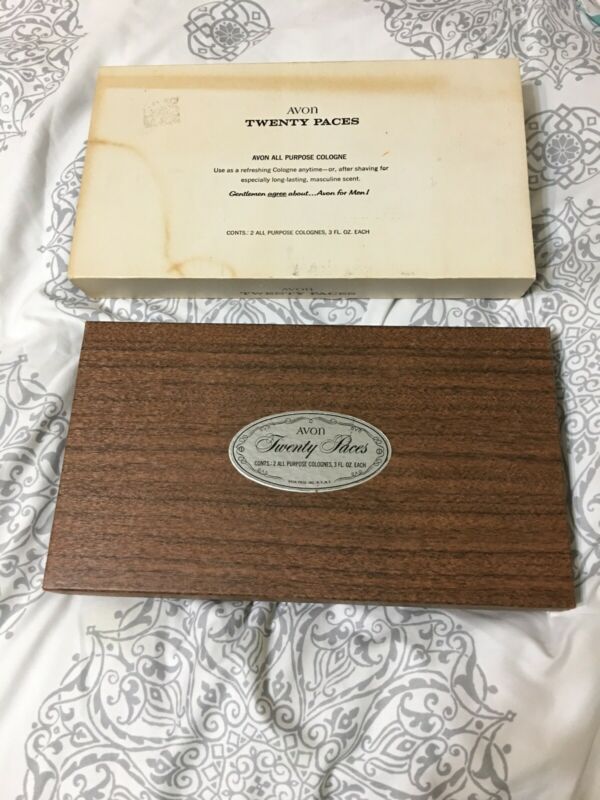 AVON
TWENTY PACES
AVON ALL PURPOSE COLOGNE
Use as a refreshing Cologne anytime—or, after shaving for
especially long-lasting, masculine scent.
Gentlemen agree about...Avon for Men!
CONTS.: 2 ALL PURPOSE COLOGNES, 3 FL. OZ. EACH
AVON
TWENTY PACES
AVON
Twenty Paces
CONTS.: 2 ALL PURPOSE COLOGNES, 3 FL. OZ. EACH